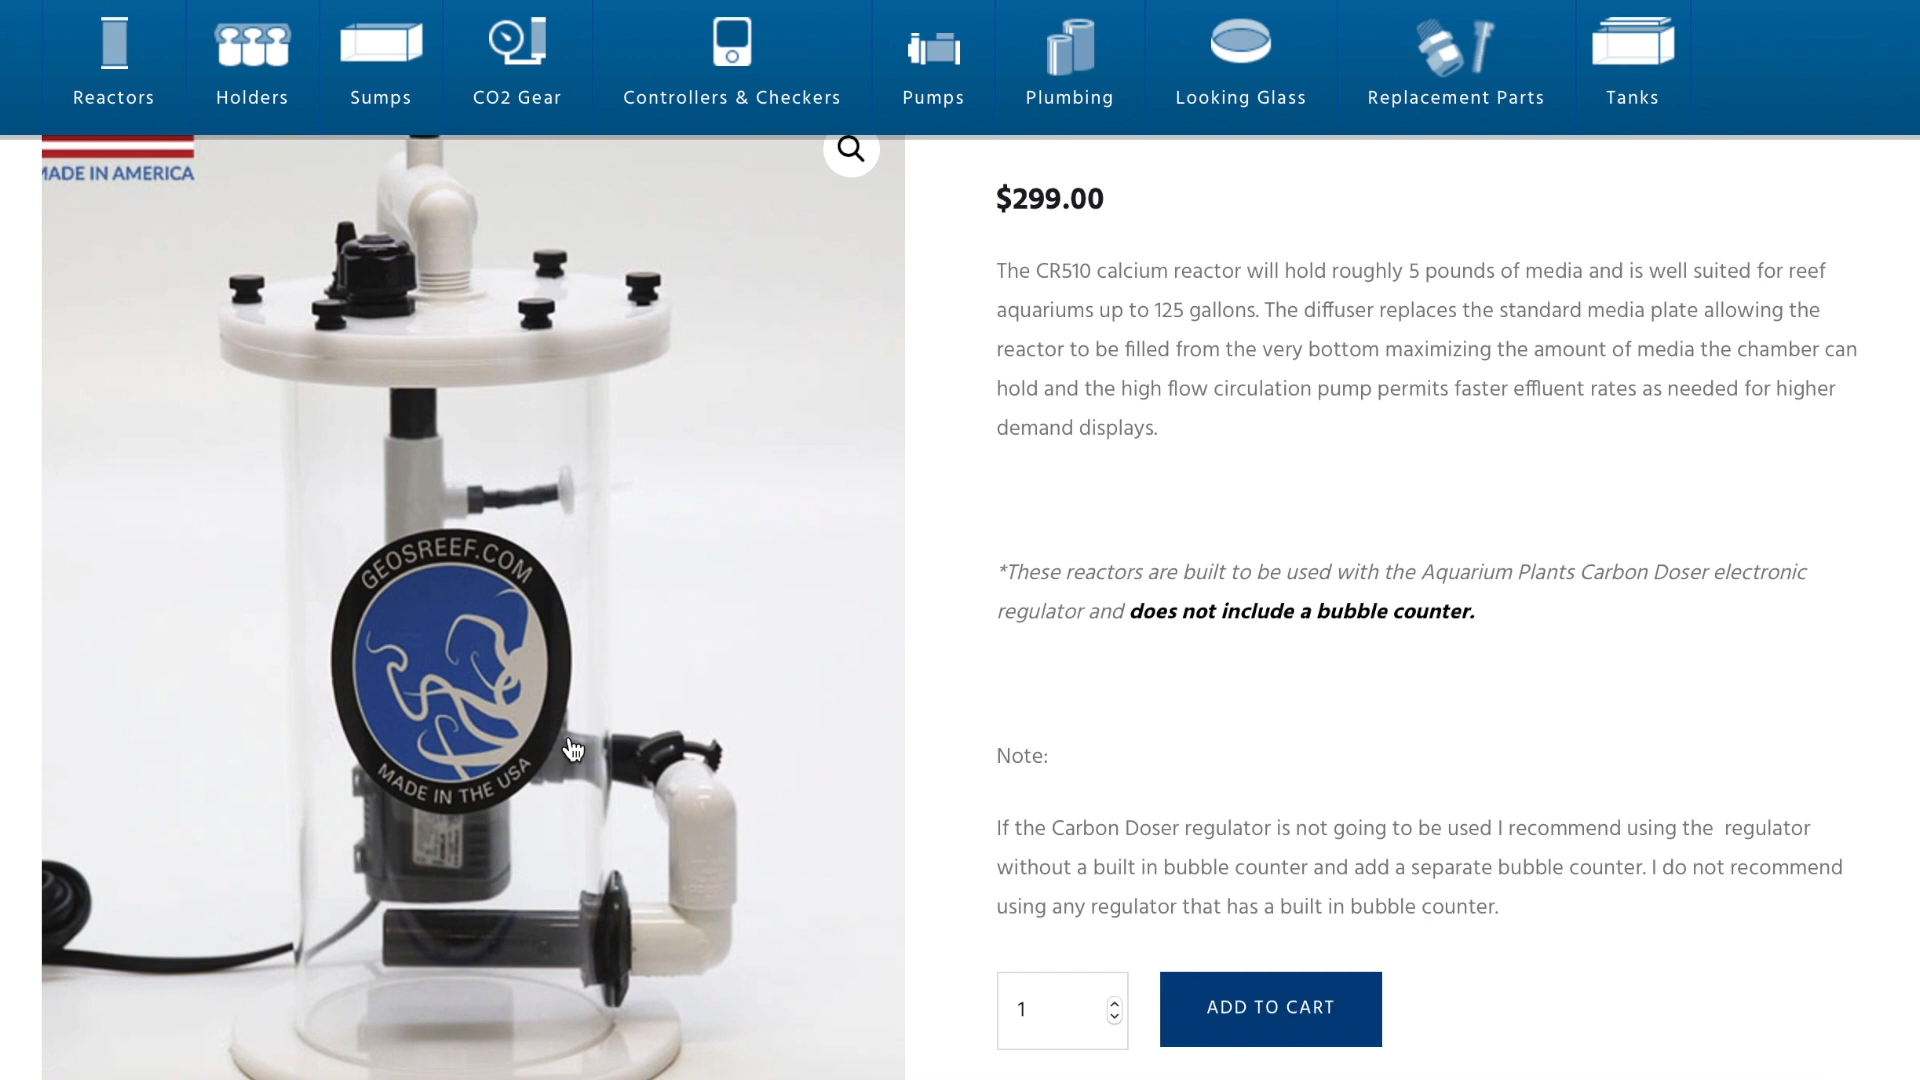 Reactors
Holders
Sumps
CO2 Gear
Controllers & Checkers
Pumps
Plumbing
Looking Glass
Replacement Parts
Tanks
MADE IN AMERICA
GEOSREEF.COM
MADE IN THE USA
$299.00
The CR510 calcium reactor will hold roughly 5 pounds of media and is well suited for reef
aquariums up to 125 gallons. The diffuser replaces the standard media plate allowing the
reactor to be filled from the very bottom maximizing the amount of media the chamber can
hold and the high flow circulation pump permits faster effluent rates as needed for higher
demand displays.
*These reactors are built to be used with the Aquarium Plants Carbon Doser electronic
regulator and does not include a bubble counter.
Note:
If the Carbon Doser regulator is not going to be used I recommend using the regulator
without a built in bubble counter and add a separate bubble counter. I do not recommend
using any regulator that has a built in bubble counter.
1
ADD TO CART